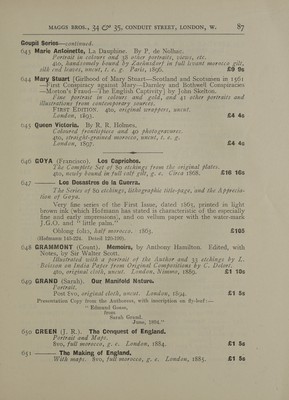 MAGGS BROS., 34 & 35, CONDUIT STREET, LONDON, W. 87
Goupil Series—continued.
643 Marie Antoinette, La Dauphine. By P. de Nolhac.
Portrait in colours and 38 other portraits, views, etc.
4to, handsomely bound by Lackenbury in full levant morocco gilt,
silk end leaves, uncut, t. e. g. Paris, 1896. £9 9s
644 Mary Stuart (Girlhood of Mary Stuart—Scotland and Scotsmen in 1561
—First Conspiracy against Mary—Darnley and Bothwell Conspiracies
—Morton's Fraud—The English Captivity) by John Skelton.
Fine portrait in colours and gold, and 41 other portraits and
illustrations from contemporary sources.
FIRST EDITION. 4to, original wrappers, uncut.
London, 1893. £4 4s
645 Queen Victoria. By R. R. Holmes.
Coloured frontispiece and 40 photogravures.
4to, straight-grained morocco, uncut, t. e. g.
London, 1897. £4 4s
646 GOYA (Francisco). Los Caprichos.
The Complete Set of 80 etchings from the original plates.
4to, newly bound in full calf gilt, g. e. Circa 1868. £16 16s
647 —— Los Desastres de la Guerra.
The Series of 80 etchings, lithographic title-page, and the Apprecia-
tion of Goya.
Very fine series of the First Issue, dated 1863, printed in light
brown ink (which Hofmann has stated is characteristic of the especially
fine and early impressions), and on vellum paper with the water-mark
J.G.O. and "little palm."
Oblong folio, half morocco. 1863. £105
(Hofmann 145-224. Deteil 120-199).
648 GRAMMONT (Count). Memoirs, by Anthony Hamilton. Edited, with
Notes, by Sir Walter Scott.
Illustrated with a portrait of the Author and 33 etchings by L.
Boisson on India Paper from Original Compositions by C. Delort.
4to, original cloth, uncut. London, Nimmo, 1889. £1 10s
649 GRAND (Sarah). Our Manifold Nature.
Portrait.
Post 8vo, original cloth, uncut. London, 1894. £1 5s
Presentation Copy from the Authoress, with inscription on fly-leaf:—
"Edmund Gosse,
from
Sarah Grand.
June, 1894."
650 GREEN (J. R.). The Conquest of England.
Portrait and Maps.
8vo, full morocco, g. e. London, 1884. £1 5s
651 —— The Making of England.
With maps. 8vo, full morocco, g. e. London, 1885. £1 5s